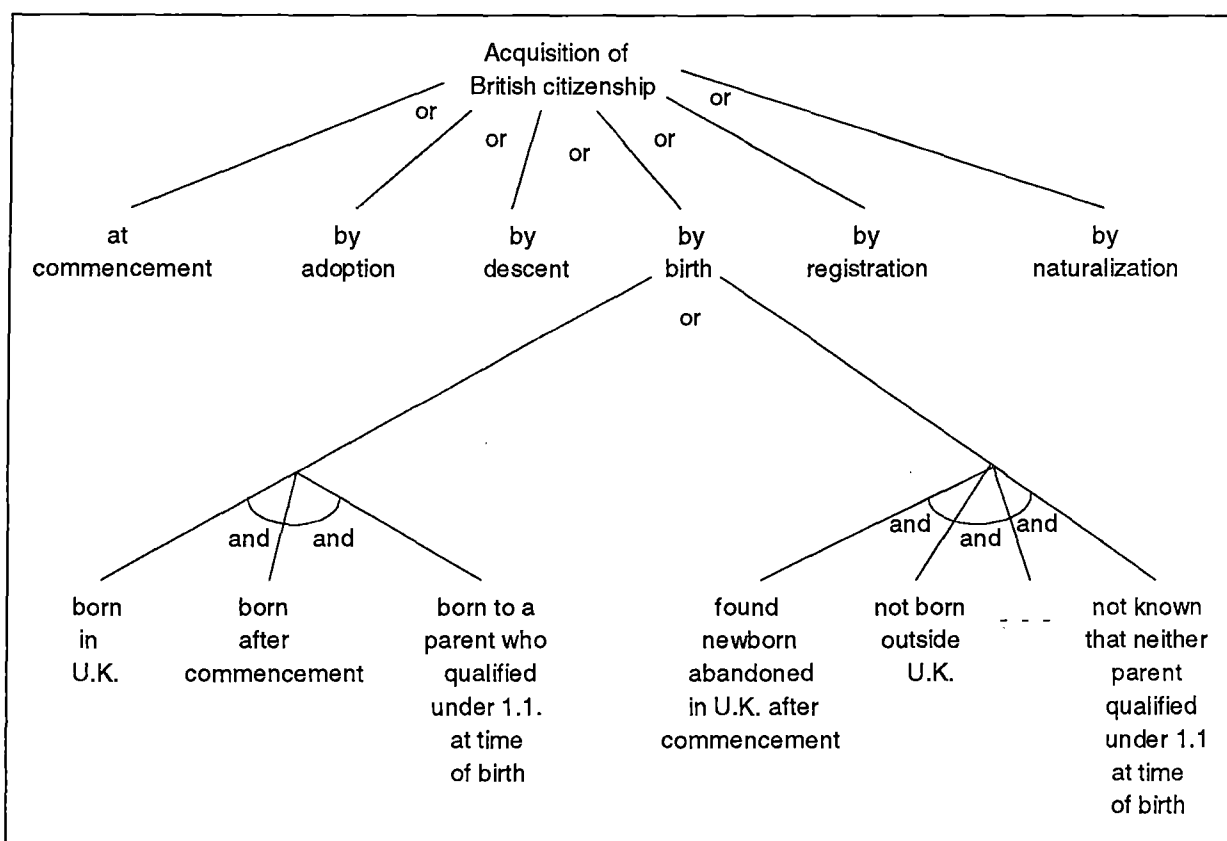 Acquisition of
British citizenship
or
or
or
or
or
at
commencement
by
adoption
by
descent
by
birth
by
registration
by
naturalization
or
and
and
and
and
and
born
in
U.K.
born
after
commencement
born to a
parent who
qualified
under 1.1.
at time
of birth
found
newborn
abandoned
in U.K. after
commencement
not born
outside
U.K.
- - - -
not known
that neither
parent
qualified
under 1.1
at time
of birth